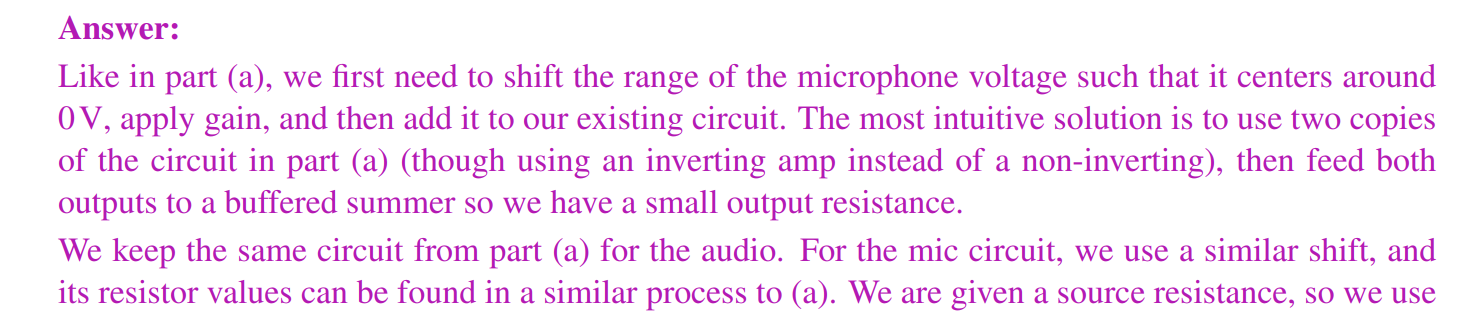 Answer:
Like in part (a), we first need to shift the range of the microphone voltage such that it centers around
0 V, apply gain, and then add it to our existing circuit. The most intuitive solution is to use two copies
of the circuit in part (a) (though using an inverting amp instead of a non-inverting), then feed both
outputs to a buffered summer so we have a small output resistance.
We keep the same circuit from part (a) for the audio. For the mic circuit, we use a similar shift, and
its resistor values can be found in a similar process to (a). We are given a source resistance, so we use